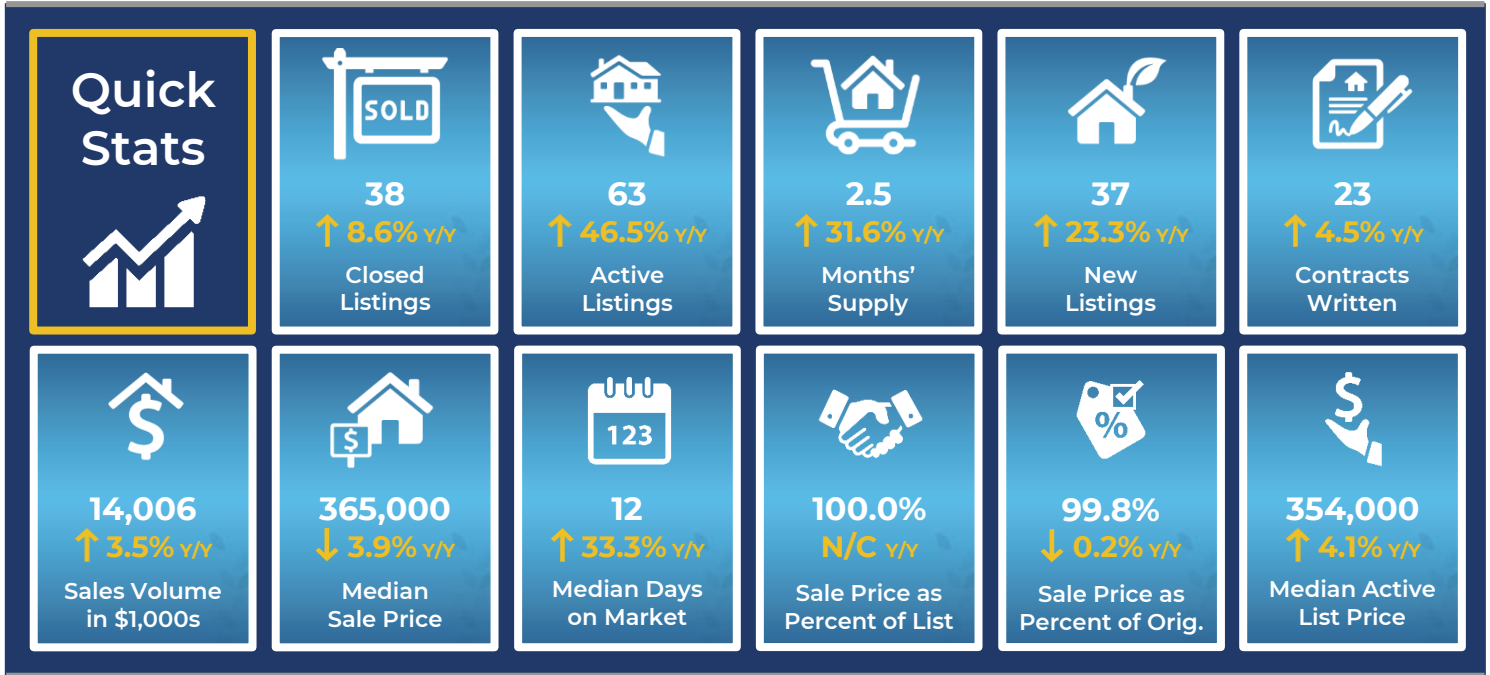 Quick
Stats
SOLD
38
↑ 8.6% Y/Y
Closed
Listings
63
↑ 46.5% Y/Y
Active
Listings
2.5
↑ 31.6% Y/Y
Months’
Supply
37
↑ 23.3% Y/Y
New
Listings
23
↑ 4.5% Y/Y
Contracts
Written
$
14,006
↑ 3.5% Y/Y
Sales Volume
in $1,000s
$
365,000
↓ 3.9% Y/Y
Median
Sale Price
123
12
↑ 33.3% Y/Y
Median Days
on Market
100.0%
N/C Y/Y
Sale Price as
Percent of List
%
99.8%
↓ 0.2% Y/Y
Sale Price as
Percent of Orig.
$
354,000
↑ 4.1% Y/Y
Median Active
List Price